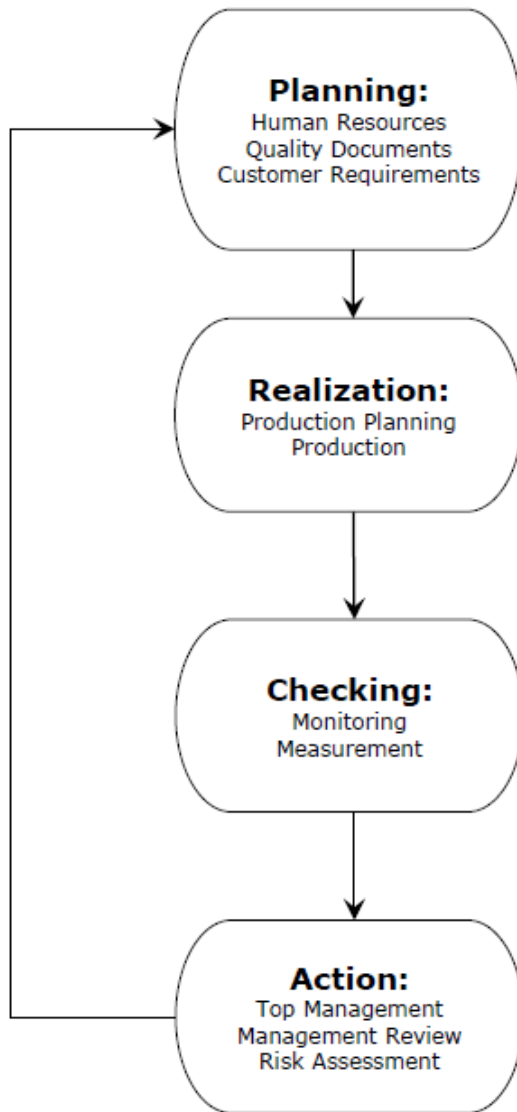 Planning:
Human Resources
Quality Documents
Customer Requirements
Realization:
Production Planning
Production
Checking:
Monitoring
Measurement
Action:
Top Management
Management Review
Risk Assessment